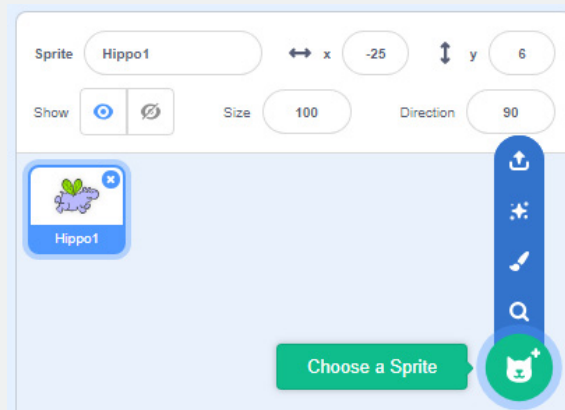 Sprite Hippo1 x -25 y 6
Show Size 100 Direction 90
Hippo1
Choose a Sprite